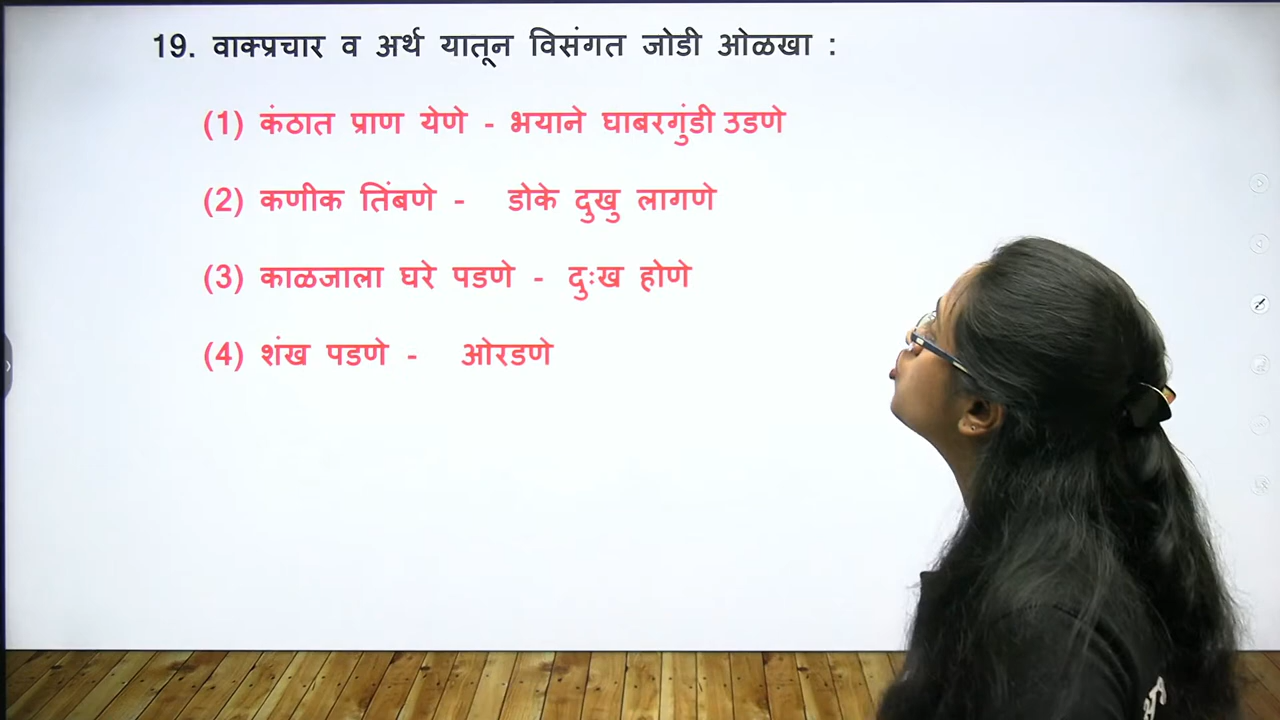 19. वाक्प्रचार व अर्थ यातून विसंगत जोडी ओळखा :
(1) कंठात प्राण येणे - भयाने घाबरगुंडी उडणे
(2) कणीक तिंबणे - डोके दुखु लागणे
(3) काळजाला घरे पडणे - दुःख होणे
(4) शंख पडणे - ओरडणे